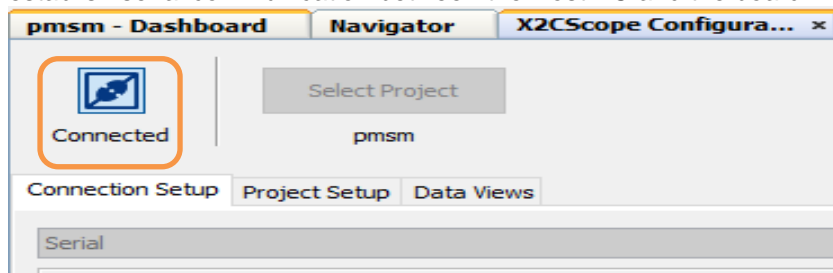 pmsm - Dashboard Navigator X2CScope Configura... ×
Select Project
Connected pmsm
Connection Setup Project Setup Data Views
Serial